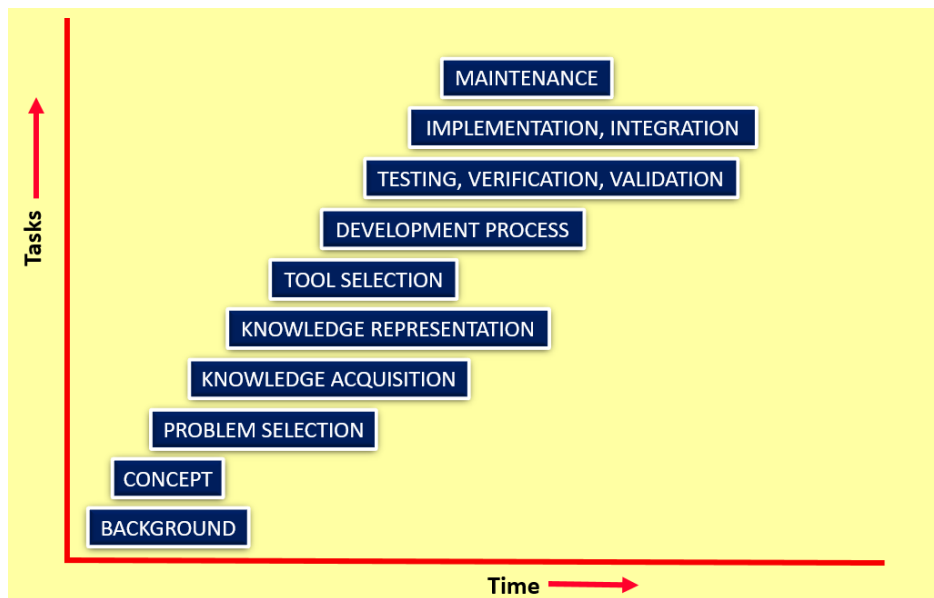 MAINTENANCE
IMPLEMENTATION, INTEGRATION
TESTING, VERIFICATION, VALIDATION
DEVELOPMENT PROCESS
TOOL SELECTION
KNOWLEDGE REPRESENTATION
KNOWLEDGE ACQUISITION
PROBLEM SELECTION
CONCEPT
BACKGROUND
Tasks
Time